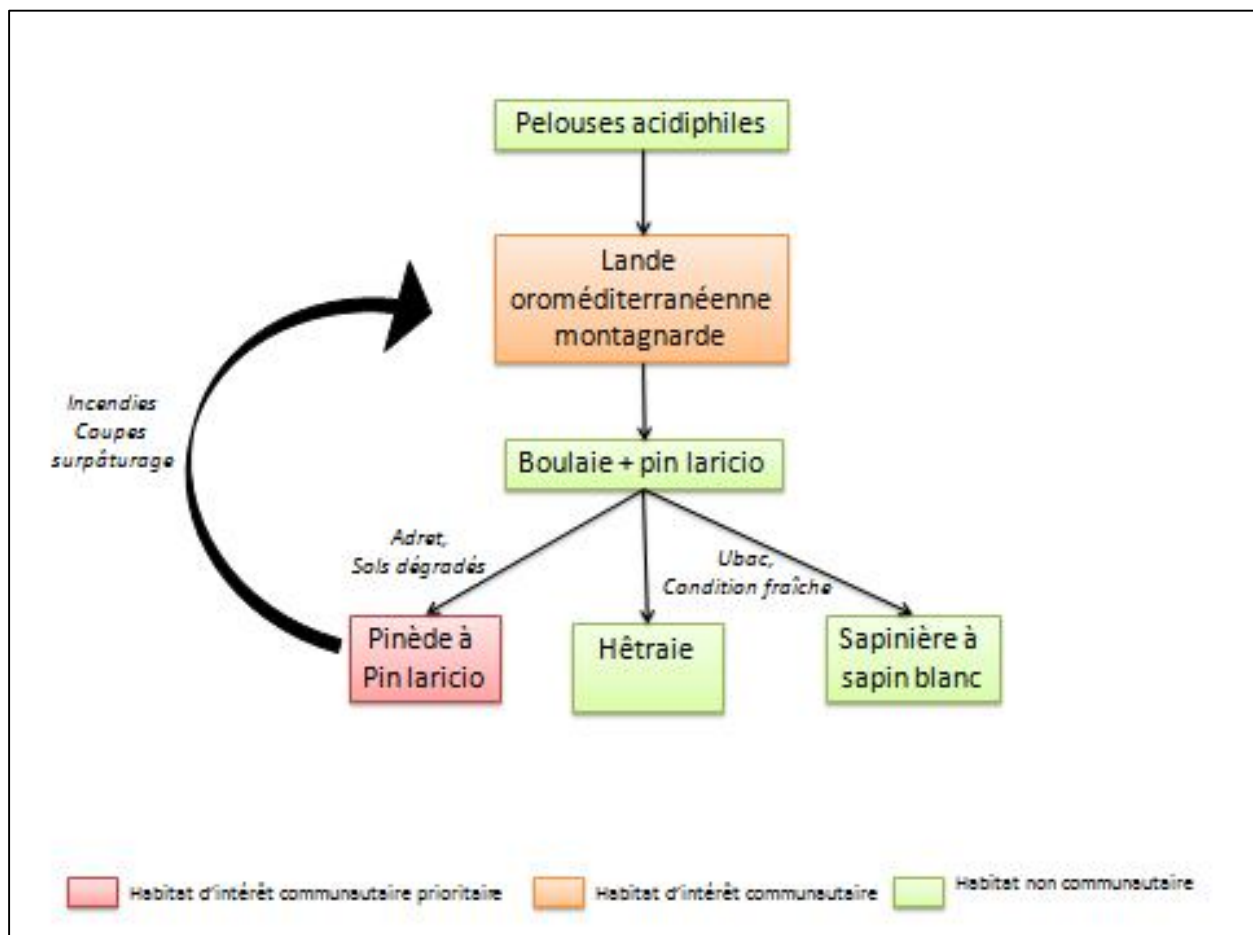 Pelouses acidiphiles
Lande
oroméditerranéenne
montagnarde
Incendies
Coupes
surpâturage
Boulaie + pin laricio
Adret,
Sols dégradés
Ubac,
Condition fraîche
Pinède à
Pin laricio
Hêtraie
Sapinière à
sapin blanc
Habitat d'intérêt communautaire prioritaire
Habitat d'intérêt communautaire
Habitat non communautaire